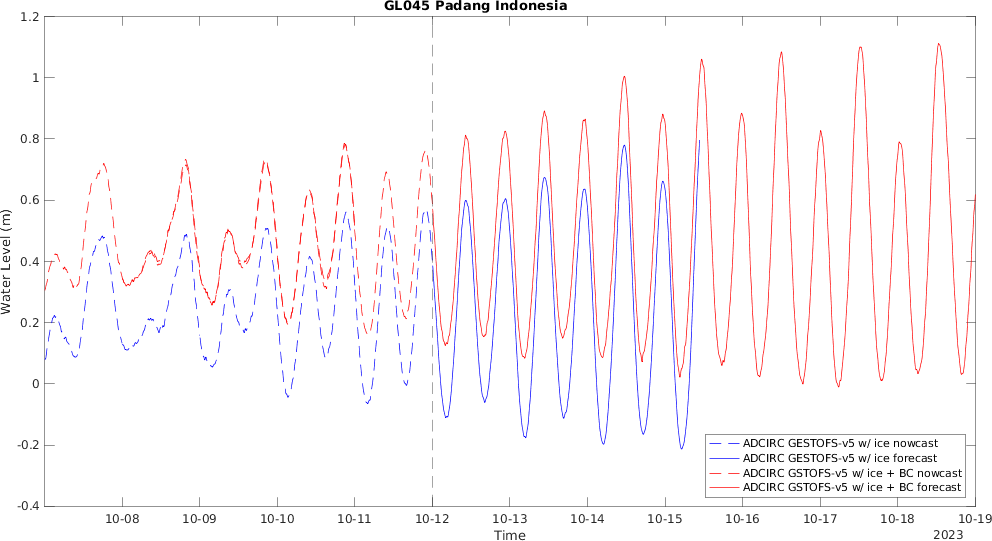 GL045 Padang Indonesia
1.2
1
0.8
0.6
0.4
0.2
0
-0.2
-0.4
Water Level (m)
ADCIRC GESTOFS-v5 w/ ice nowcast
ADCIRC GESTOFS-v5 w/ ice forecast
ADCIRC GSTOFS-v5 w/ ice + BC nowcast
ADCIRC GSTOFS-v5 w/ ice + BC forecast
10-08 10-09 10-10 10-11 10-12 10-13 10-14 10-15 10-16 10-17 10-18 10-19
Time
2023